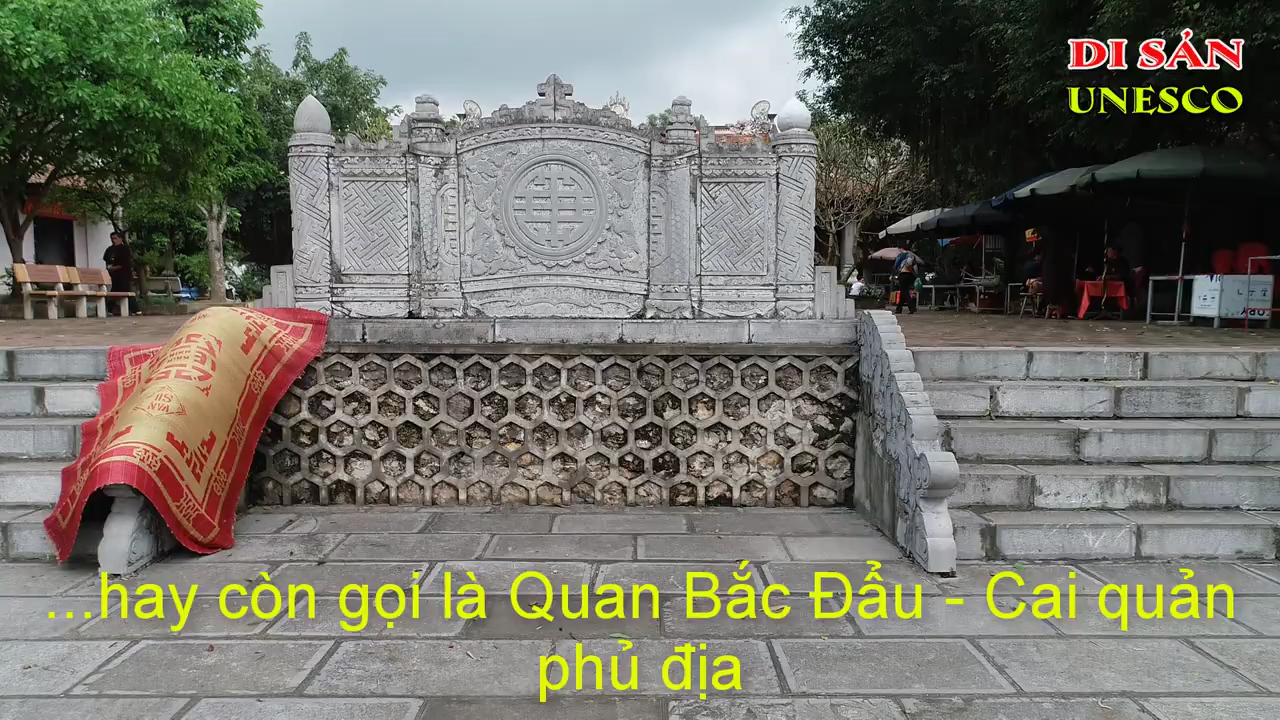 DI SẢN
UNESCO
...hay còn gọi là Quan Bắc Đẩu - Cai quản
phủ địa